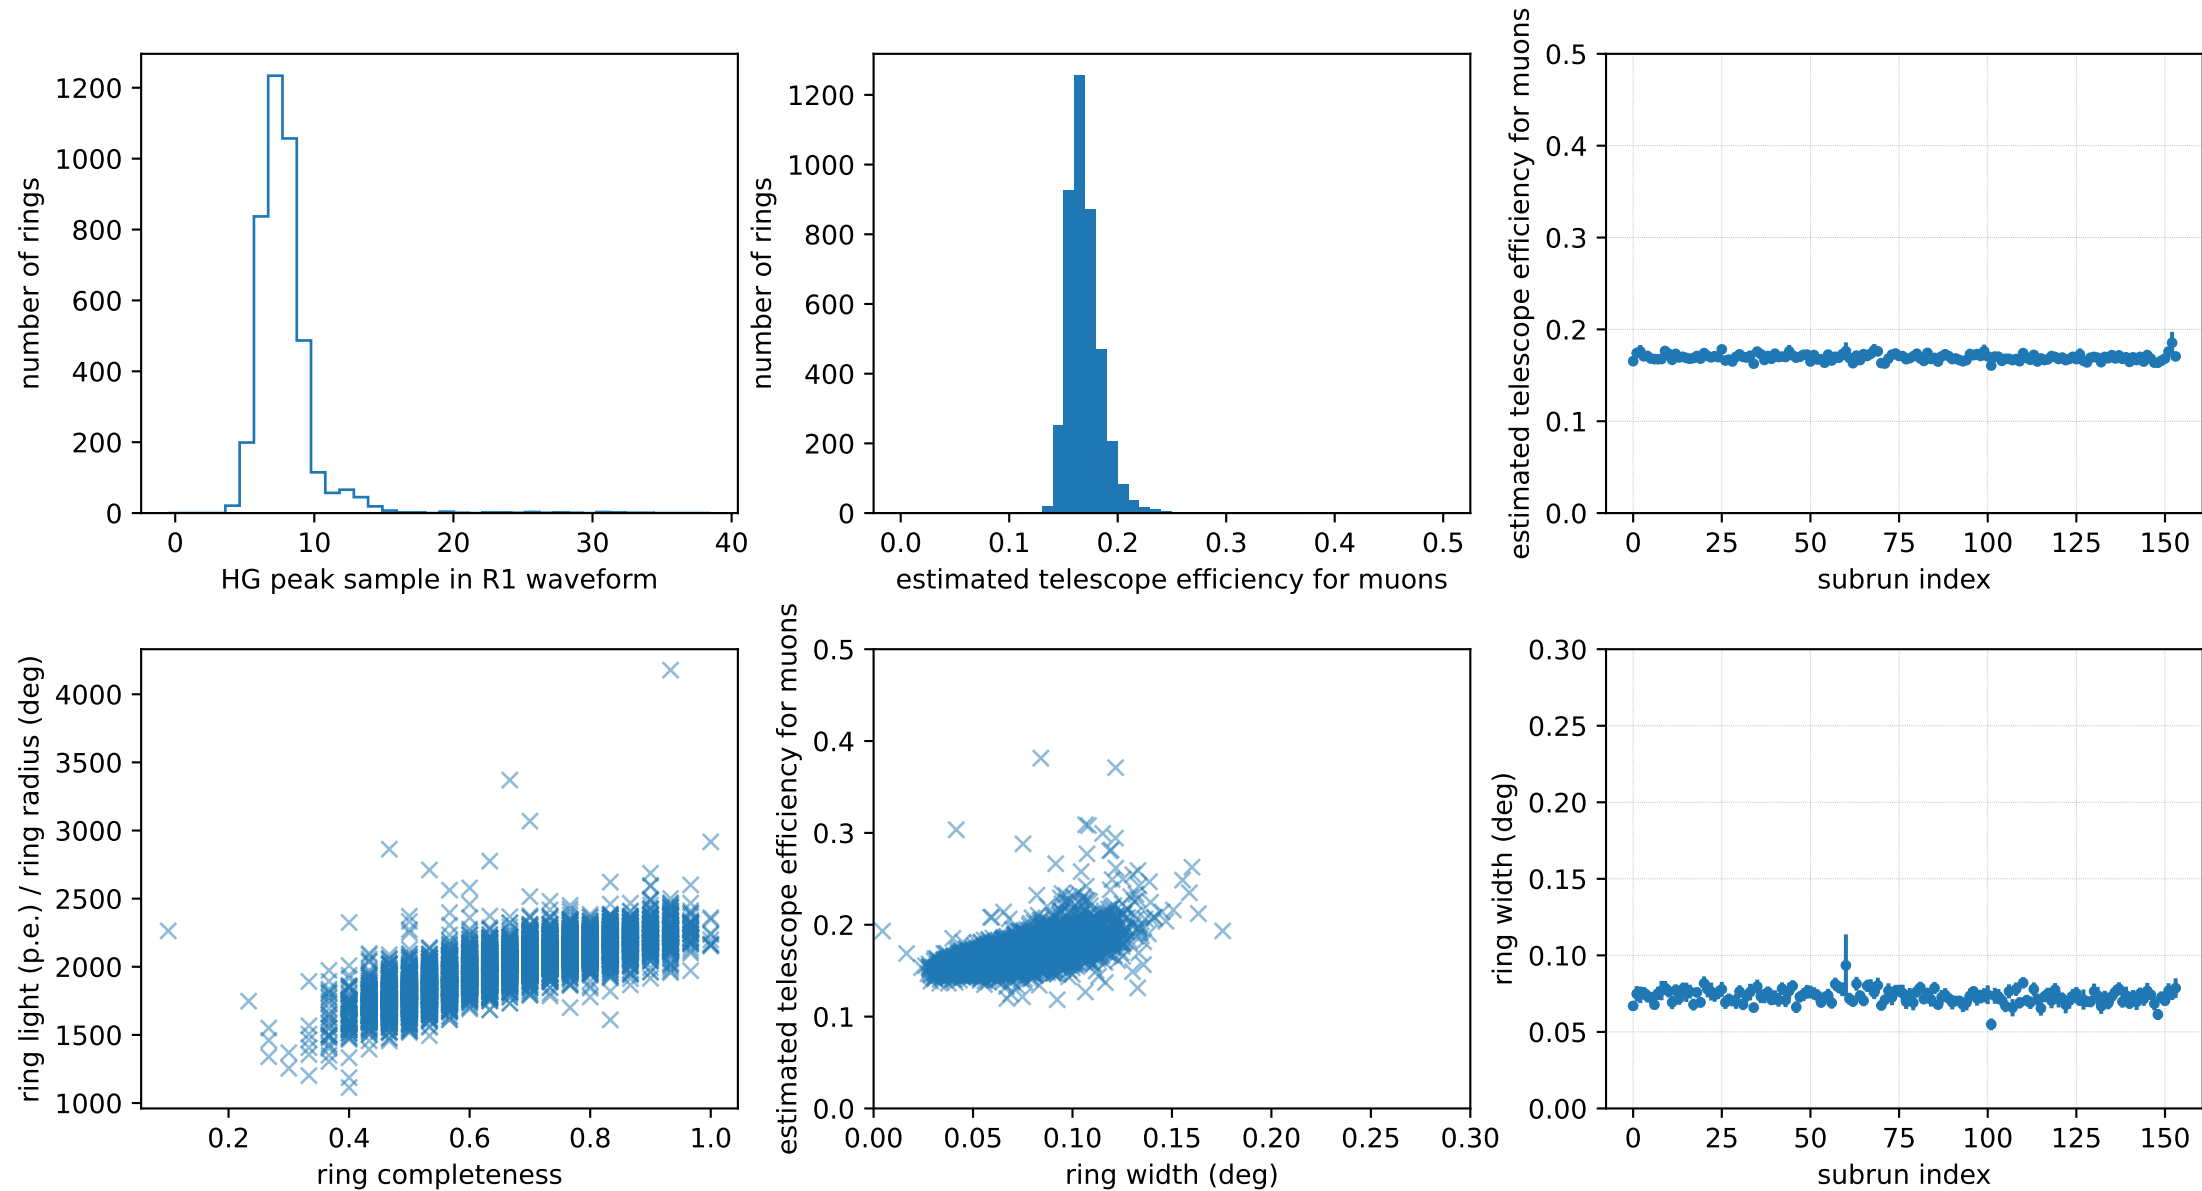 number of rings
1200
1000
800
600
400
200
0
0 10 20 30 40
HG peak sample in R1 waveform
number of rings
1200
1000
800
600
400
200
0
0.0 0.1 0.2 0.3 0.4 0.5
estimated telescope efficiency for muons
estimated telescope efficiency for muons
0.5
0.4
0.3
0.2
0.1
0.0
0 25 50 75 100 125 150
subrun index
ring light (p.e.) / ring radius (deg)
4000
3500
3000
2500
2000
1500
1000
0.2 0.4 0.6 0.8 1.0
ring completeness
estimated telescope efficiency for muons
0.5
0.4
0.3
0.2
0.1
0.0
0.00 0.05 0.10 0.15 0.20 0.25 0.30
ring width (deg)
ring width (deg)
0.30
0.25
0.20
0.15
0.10
0.05
0.00
0 25 50 75 100 125 150
subrun index